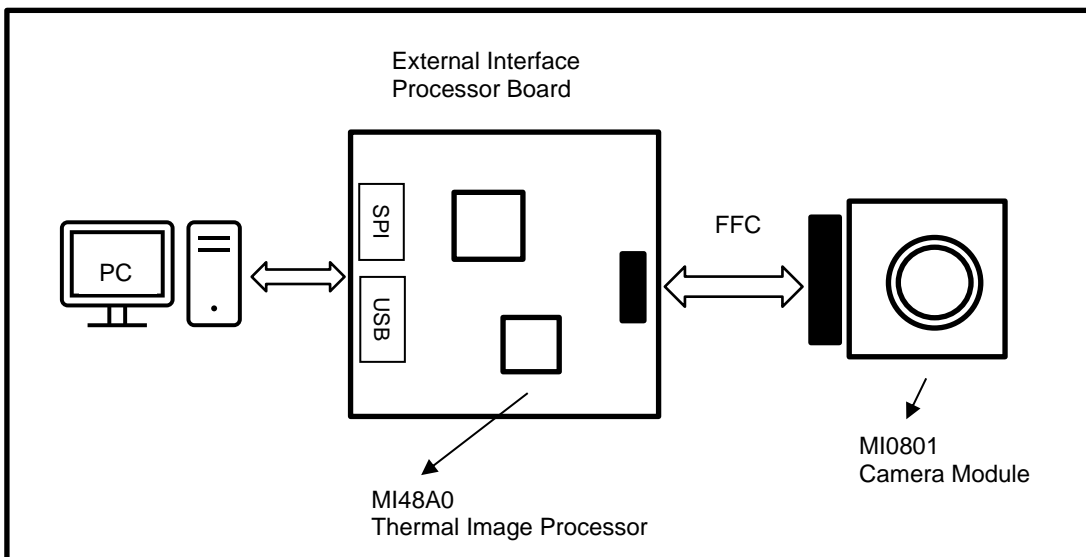 External Interface
Processor Board
SPI
FFC
PC
USB
MI0801
Camera Module
MI48A0
Thermal Image Processor